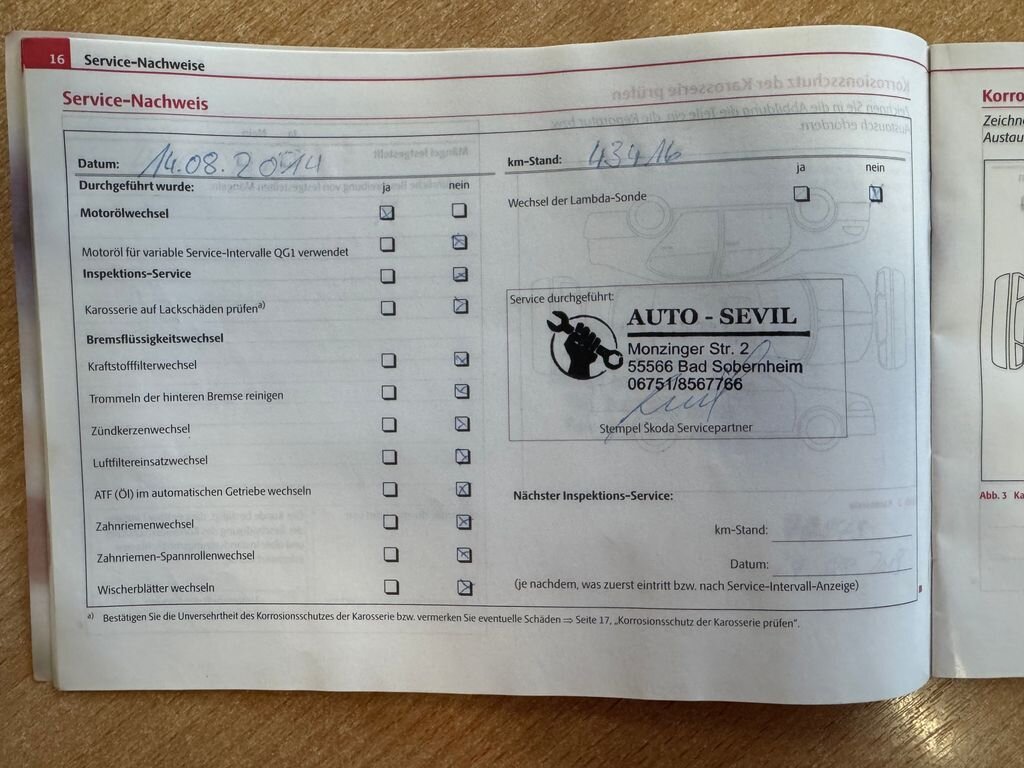 16 Service-Nachweise
Service-Nachweis
Datum: 14.08.2014
km-Stand: 43416
Durchgeführt wurde: ja nein
ja nein
Motorölwechsel
Wechsel der Lambda-Sonde
Motoröl für variable Service-Intervalle QG1 verwendet
Inspektions-Service
Karosserie auf Lackschäden prüfen a)
Bremsflüssigkeitswechsel
Kraftstofffilterwechsel
Trommeln der hinteren Bremse reinigen
Zündkerzenwechsel
Luftfiltereinsatzwechsel
ATF (Öl) im automatischen Getriebe wechseln
Zahnriemenwechsel
Zahnriemen-Spannrollenwechsel
Wischerblätter wechseln
Service durchgeführt:
AUTO - SEVIL
Monzinger Str. 2
55566 Bad Sobernheim
06751/8567766
Stempel Škoda Servicepartner
Nächster Inspektions-Service:
km-Stand:
Datum:
(je nachdem, was zuerst eintritt bzw. nach Service-Intervall-Anzeige)
a) Bestätigen Sie die Unversehrtheit des Korrosionsschutzes der Karosserie bzw. vermerken Sie eventuelle Schäden ⇒ Seite 17, „Korrosionsschutz der Karosserie prüfen".
Korro
Zeichne
Austau
Abb. 3 Ka